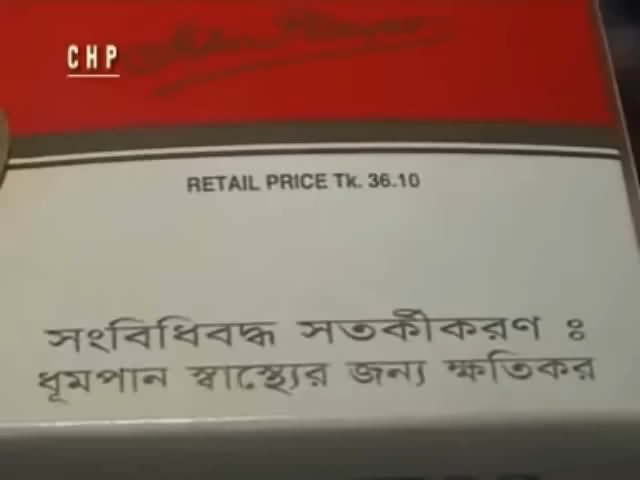 CHP
RETAIL PRICE Tk. 36.10
সংবিধিবদ্ধ সতর্কীকরণ ঃ
ধূমপান স্বাস্থ্যের জন্য ক্ষতিকর